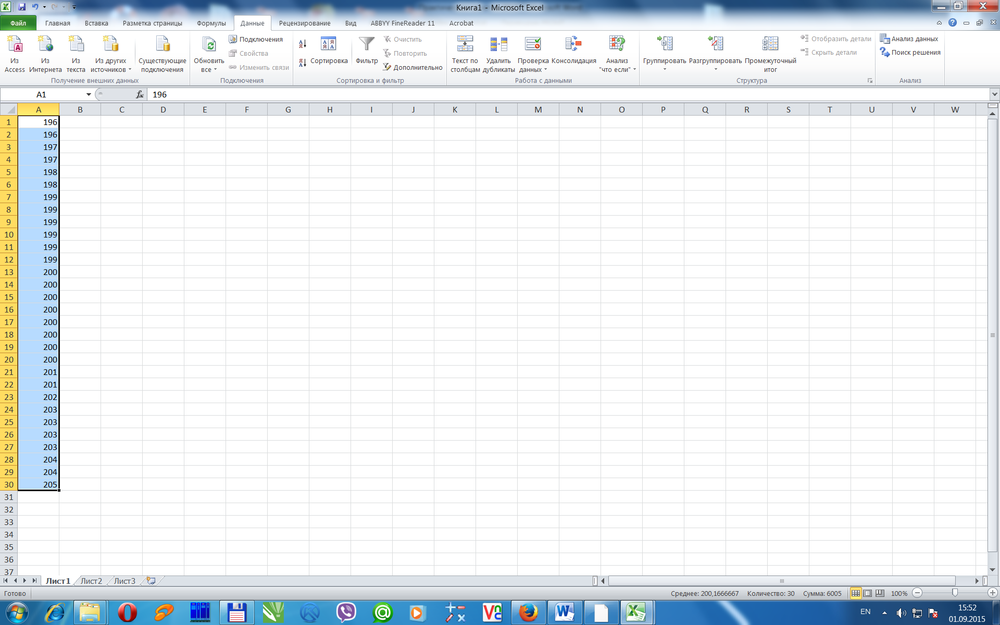 Книга1 - Microsoft Excel
Файл Главная Вставка Разметка страницы Формулы Данные Рецензирование Вид ABBYY FineReader 11 Acrobat
Из Access
Из Интернета
Из текста
Из других источников
Существующие подключения
Получение внешних данных
Обновить все
Подключения
Свойства
Изменить связи
Подключения
Сортировка
Фильтр
Очистить
Повторить
Дополнительно
Сортировка и фильтр
Текст по столбцам
Удалить дубликаты
Проверка данных
Консолидация
Анализ "что если"
Работа с данными
Группировать
Разгруппировать
Промежуточный итог
Отобразить детали
Скрыть детали
Структура
Анализ данных
Поиск решения
Анализ
A1 fx 196
A B C D E F G H I J K L M N O P Q R S T U V W
1 196
2 196
3 197
4 197
5 198
6 198
7 199
8 199
9 199
10 199
11 199
12 199
13 200
14 200
15 200
16 200
17 200
18 200
19 200
20 200
21 201
22 201
23 202
24 203
25 203
26 203
27 203
28 204
29 204
30 205
31
32
33
34
35
36
37
Лист1 Лист2 Лист3
Готово Среднее: 200,1666667 Количество: 30 Сумма: 6005 100%
EN 15:52
01.09.2015